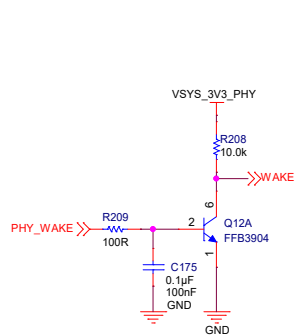 VSYS_3V3_PHY
R208
10.0k
WAKE
6
R209
PHY_WAKE
2
Q12A
FFB3904
100R
1
C175
0.1µF
100nF
GND
GND